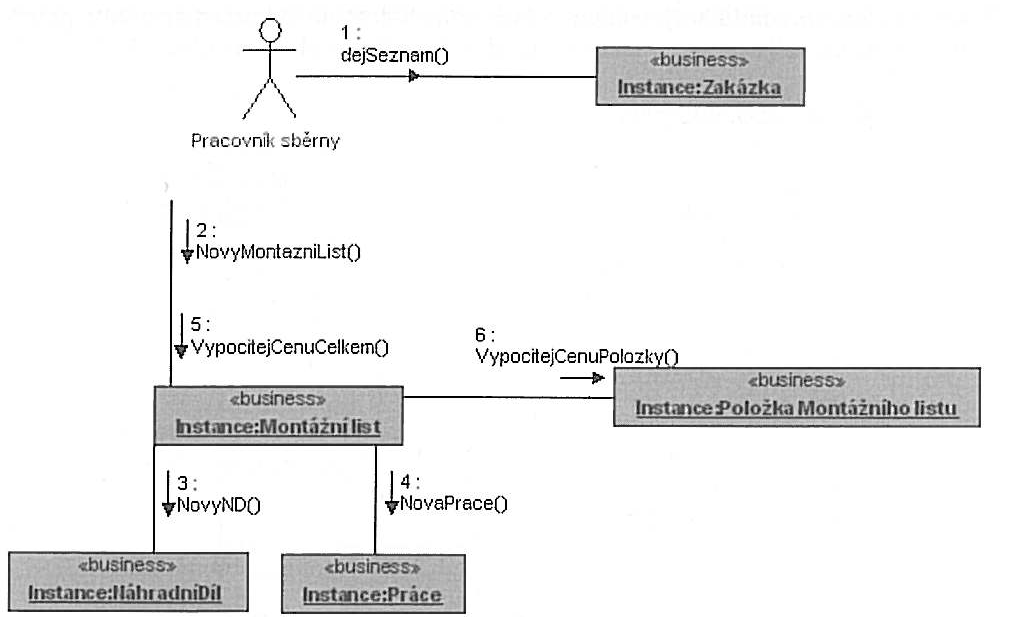 1 :
dejSeznam()
«business»
Instance:Zakázka
Pracovník sběrny
2 :
NovyMontazniList()
5 :
VypocitejCenuCelkem()
6 :
VypocitejCenuPolozky()
«business»
Instance:Montážní list
«business»
Instance:Položka Montážního listu
3 :
NovyND()
4 :
NovaPrace()
«business»
Instance:NáhradníDíl
«business»
Instance:Práce